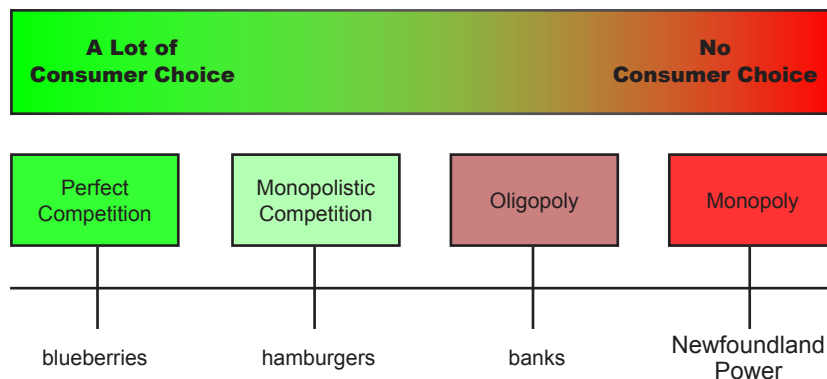 A Lot of
Consumer Choice
No
Consumer Choice
Perfect
Competition
Monopolistic
Competition
Oligopoly
Monopoly
blueberries
hamburgers
banks
Newfoundland
Power